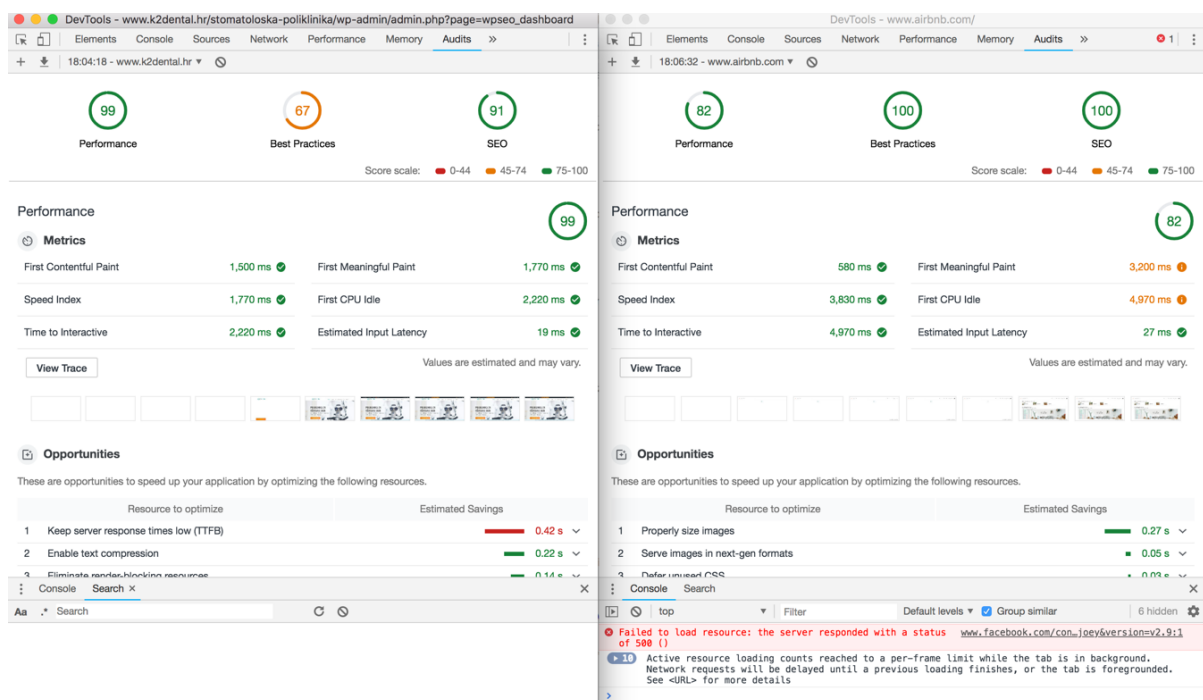 DevTools - www.k2dental.hr/stomatoloska-poliklinika/wp-admin/admin.php?page=wpseo_dashboard
Elements Console Sources Network Performance Memory Audits »
18:04:18 - www.k2dental.hr
99 67 91
Performance Best Practices SEO
Score scale: 0-44 45-74 75-100
Performance 99
Metrics
First Contentful Paint 1,500 ms First Meaningful Paint 1,770 ms
Speed Index 1,770 ms First CPU Idle 2,220 ms
Time to Interactive 2,220 ms Estimated Input Latency 19 ms
View Trace Values are estimated and may vary.
Opportunities
These are opportunities to speed up your application by optimizing the following resources.
Resource to optimize Estimated Savings
1 Keep server response times low (TTFB) 0.42 s
2 Enable text compression 0.22 s
3 Eliminate render-blocking resources 0.14 s
Console Search ×
Aa .* Search
DevTools - www.airbnb.com/
Elements Console Sources Network Performance Memory Audits » 1
18:06:32 - www.airbnb.com
82 100 100
Performance Best Practices SEO
Score scale: 0-44 45-74 75-100
Performance 82
Metrics
First Contentful Paint 580 ms First Meaningful Paint 3,200 ms
Speed Index 3,830 ms First CPU Idle 4,970 ms
Time to Interactive 4,970 ms Estimated Input Latency 27 ms
View Trace Values are estimated and may vary.
Opportunities
These are opportunities to speed up your application by optimizing the following resources.
Resource to optimize Estimated Savings
1 Properly size images 0.27 s
2 Serve images in next-gen formats 0.05 s
3 Defer unused CSS 0.03 s
Console Search
top Filter Default levels Group similar 6 hidden
Failed to load resource: the server responded with a status www.facebook.com/con…joey&version=v2.9:1
of 500 ()
10 Active resource loading counts reached to a per-frame limit while the tab is in background.
Network requests will be delayed until a previous loading finishes, or the tab is foregrounded.
See <URL> for more details